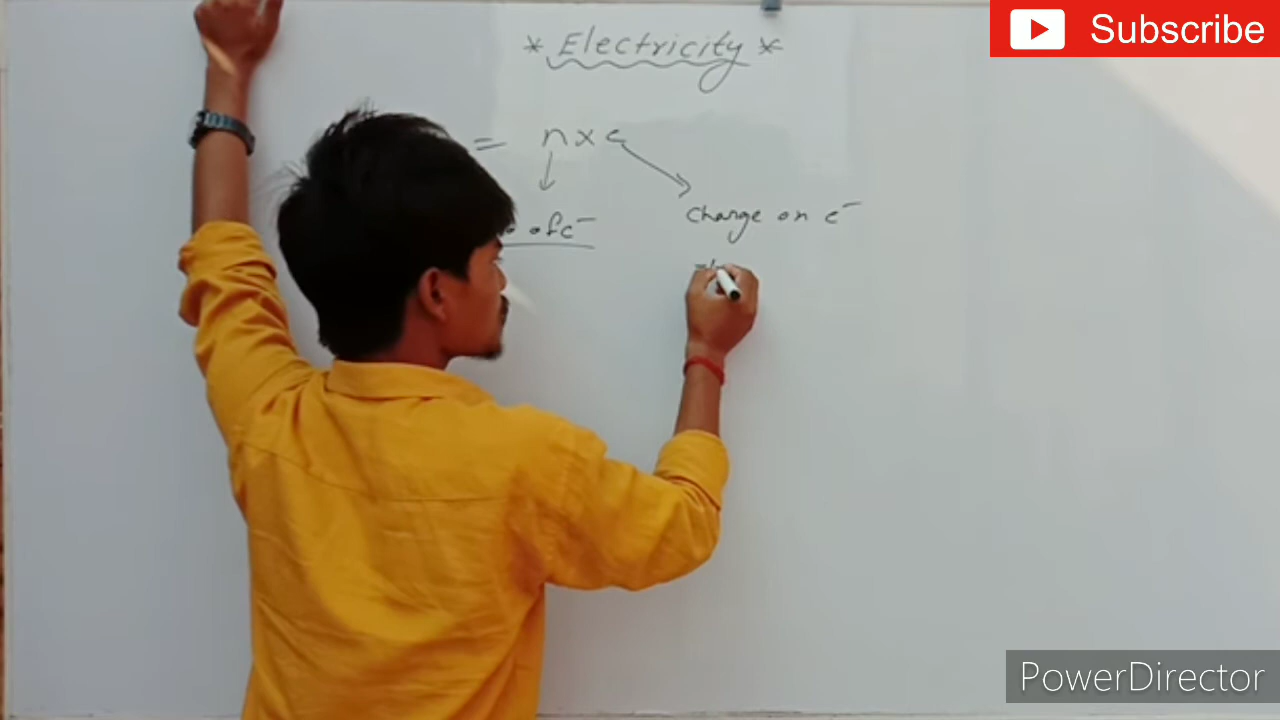 Subscribe
* Electricity *
= n x e
of e⁻
Charge on e⁻
PowerDirector